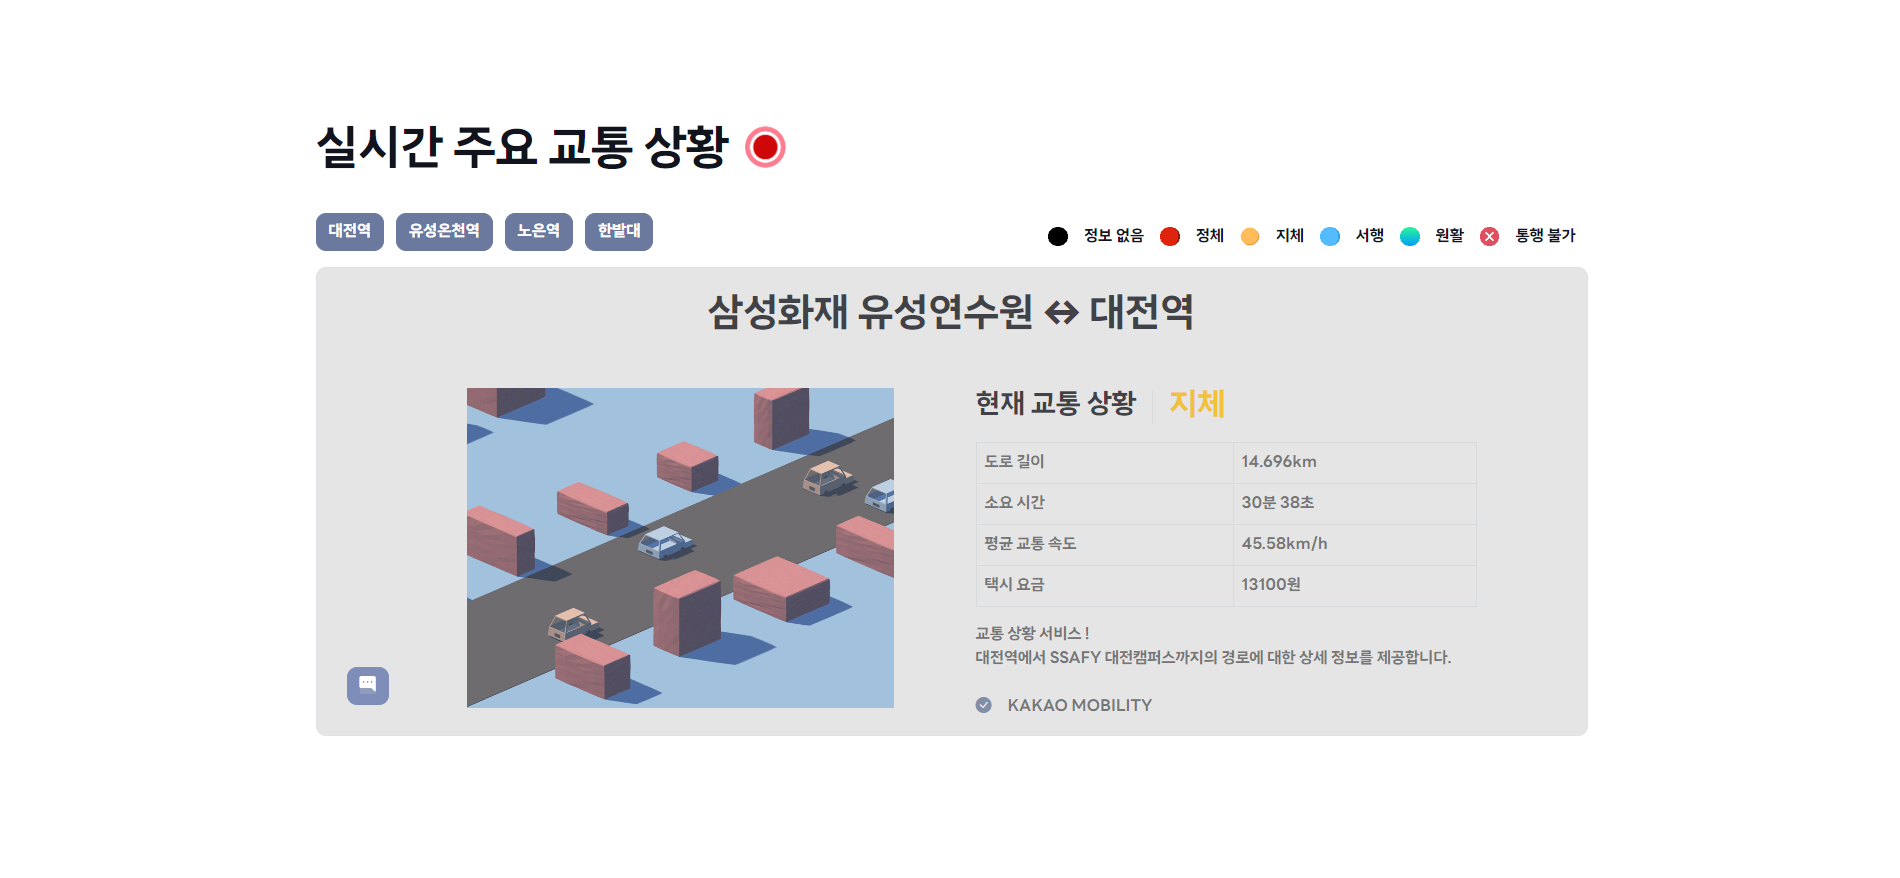 실시간 주요 교통 상황
대전역 유성온천역 노은역 한밭대
정보 없음 정체 지체 서행 원활 통행 불가
삼성화재 유성연수원 ↔ 대전역
현재 교통 상황 지체
도로 길이 14.696km
소요 시간 30분 38초
평균 교통 속도 45.58km/h
택시 요금 13100원
교통 상황 서비스 !
대전역에서 SSAFY 대전캠퍼스까지의 경로에 대한 상세 정보를 제공합니다.
KAKAO MOBILITY